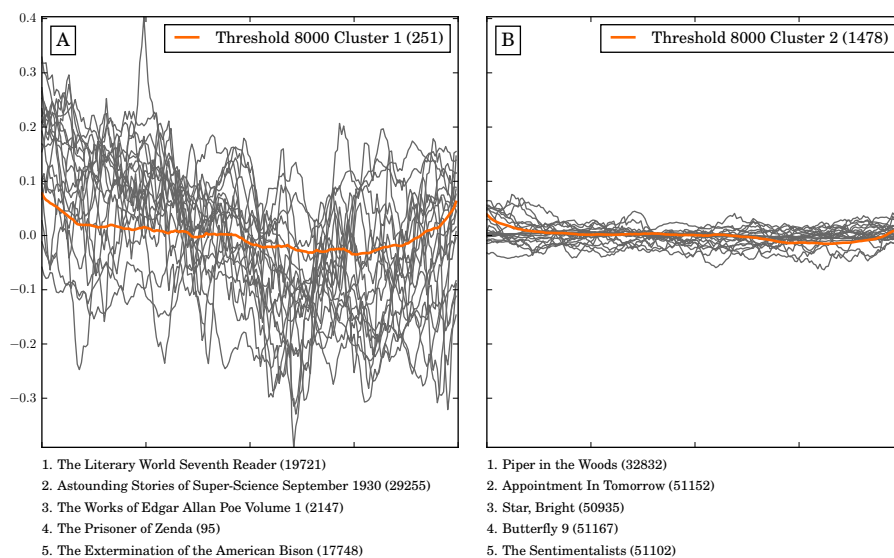 A
Threshold 8000 Cluster 1 (251)
B
Threshold 8000 Cluster 2 (1478)
0.4
0.3
0.2
0.1
0.0
−0.1
−0.2
−0.3
1. The Literary World Seventh Reader (19721)
2. Astounding Stories of Super-Science September 1930 (29255)
3. The Works of Edgar Allan Poe Volume 1 (2147)
4. The Prisoner of Zenda (95)
5. The Extermination of the American Bison (17748)
1. Piper in the Woods (32832)
2. Appointment In Tomorrow (51152)
3. Star, Bright (50935)
4. Butterfly 9 (51167)
5. The Sentimentalists (51102)